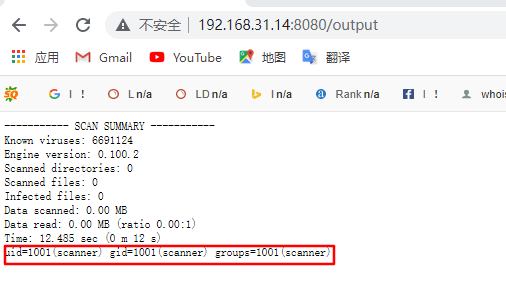 不安全 | 192.168.31.14:8080/output
应用 Gmail YouTube 地图 翻译
SQ G I ! L n/a LD n/a I n/a a Rank n/a I ! whois
----------- SCAN SUMMARY -----------
Known viruses: 6691124
Engine version: 0.100.2
Scanned directories: 0
Scanned files: 0
Infected files: 0
Data scanned: 0.00 MB
Data read: 0.00 MB (ratio 0.00:1)
Time: 12.485 sec (0 m 12 s)
uid=1001(scanner) gid=1001(scanner) groups=1001(scanner)